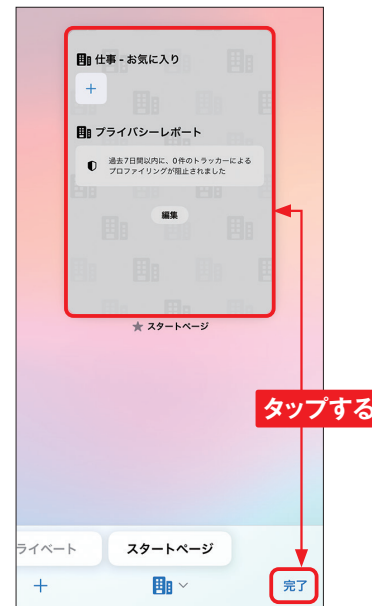 仕事 - お気に入り
+
プライバシーレポート
過去7日間以内に、0件のトラッカーによる
プロファイリングが阻止されました
編集
★ スタートページ
タップする
ライベート
スタートページ
+
完了